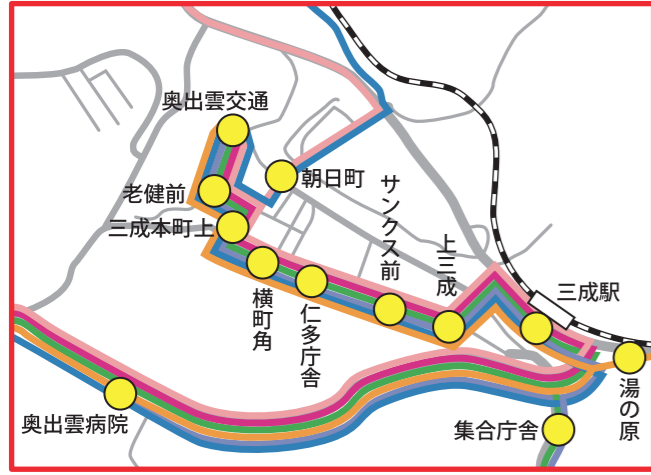 奥出雲交通
朝日町
老健前
三成本町上
サンクス前
上三成
三成駅
横町角
仁多庁舎
湯の原
奥出雲病院
集合庁舎